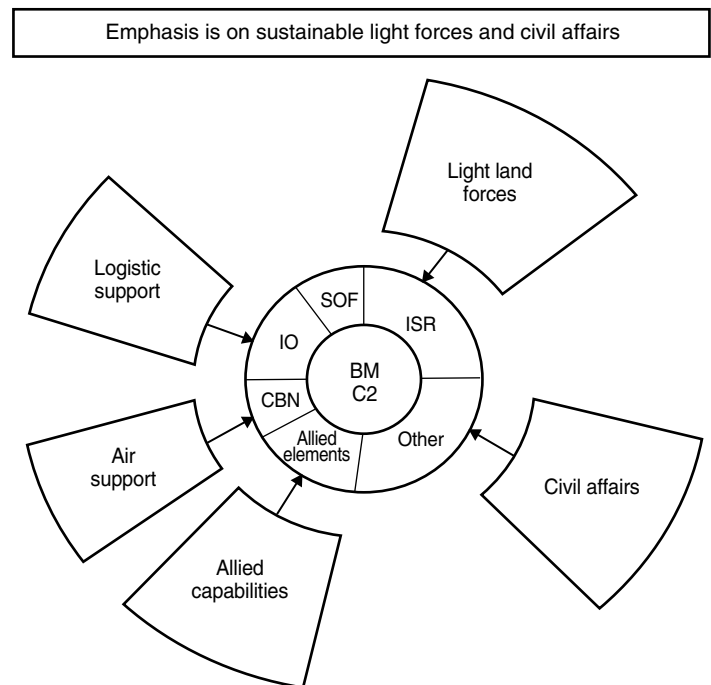 Emphasis is on sustainable light forces and civil affairs
Light land
forces
Logistic
support
SOF
ISR
IO
BM
C2
CBN
Allied
elements
Other
Air
support
Civil affairs
Allied
capabilities